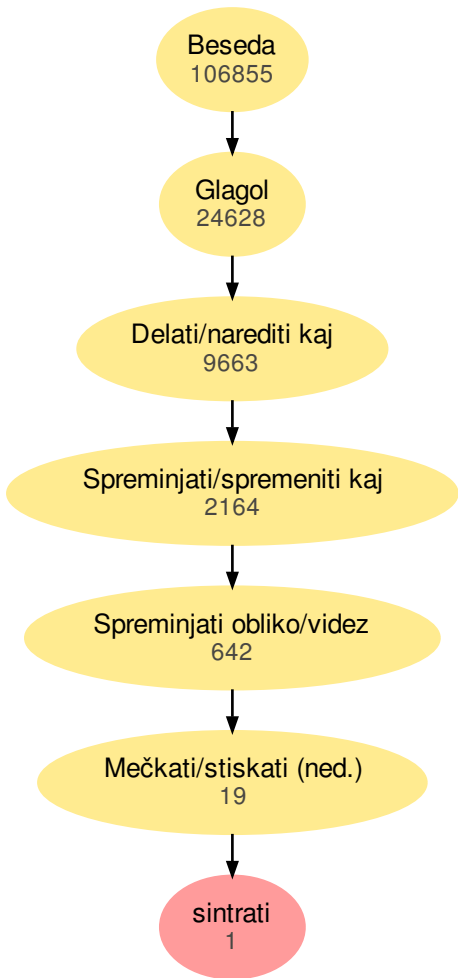 Beseda
106855
Glagol
24628
Delati/narediti kaj
9663
Spreminjati/spremeniti kaj
2164
Spreminjati obliko/videz
642
Mečkati/stiskati (ned.)
19
sintrati
1